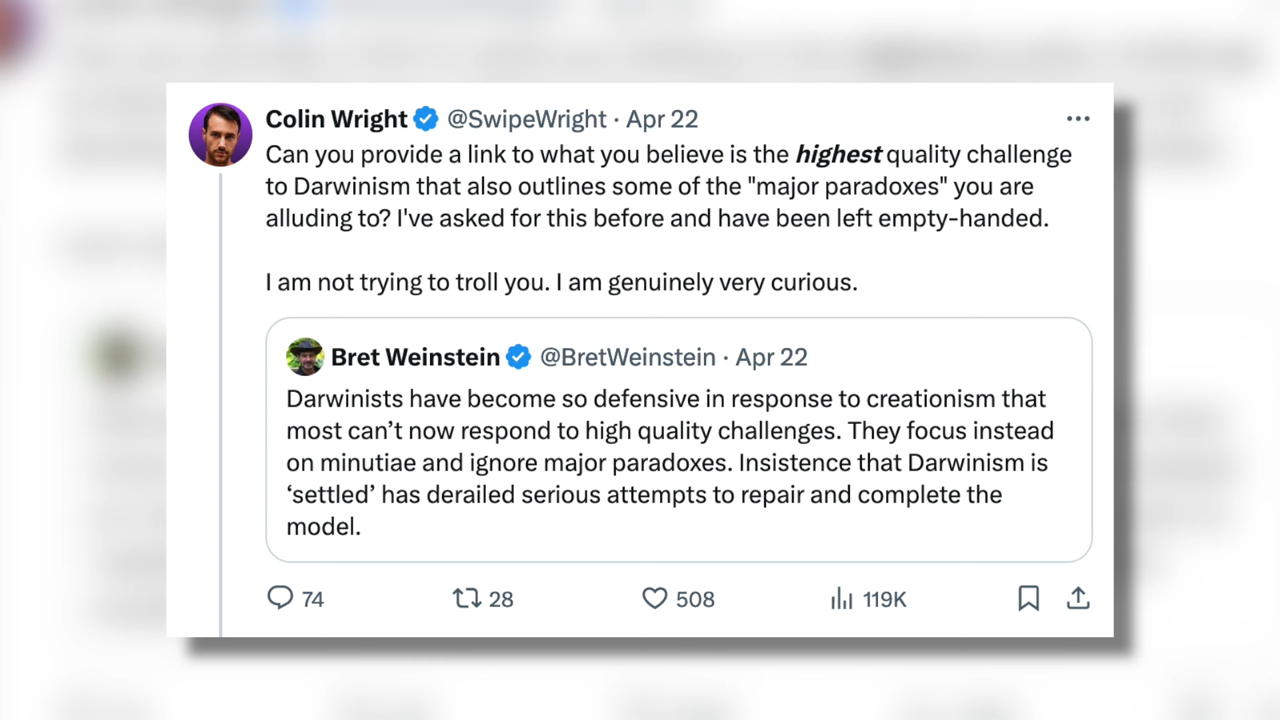 Colin Wright @SwipeWright · Apr 22
Can you provide a link to what you believe is the highest quality challenge
to Darwinism that also outlines some of the "major paradoxes" you are
alluding to? I've asked for this before and have been left empty-handed.
I am not trying to troll you. I am genuinely very curious.
Bret Weinstein @BretWeinstein · Apr 22
Darwinists have become so defensive in response to creationism that
most can’t now respond to high quality challenges. They focus instead
on minutiae and ignore major paradoxes. Insistence that Darwinism is
‘settled’ has derailed serious attempts to repair and complete the
model.
74 28 508 119K